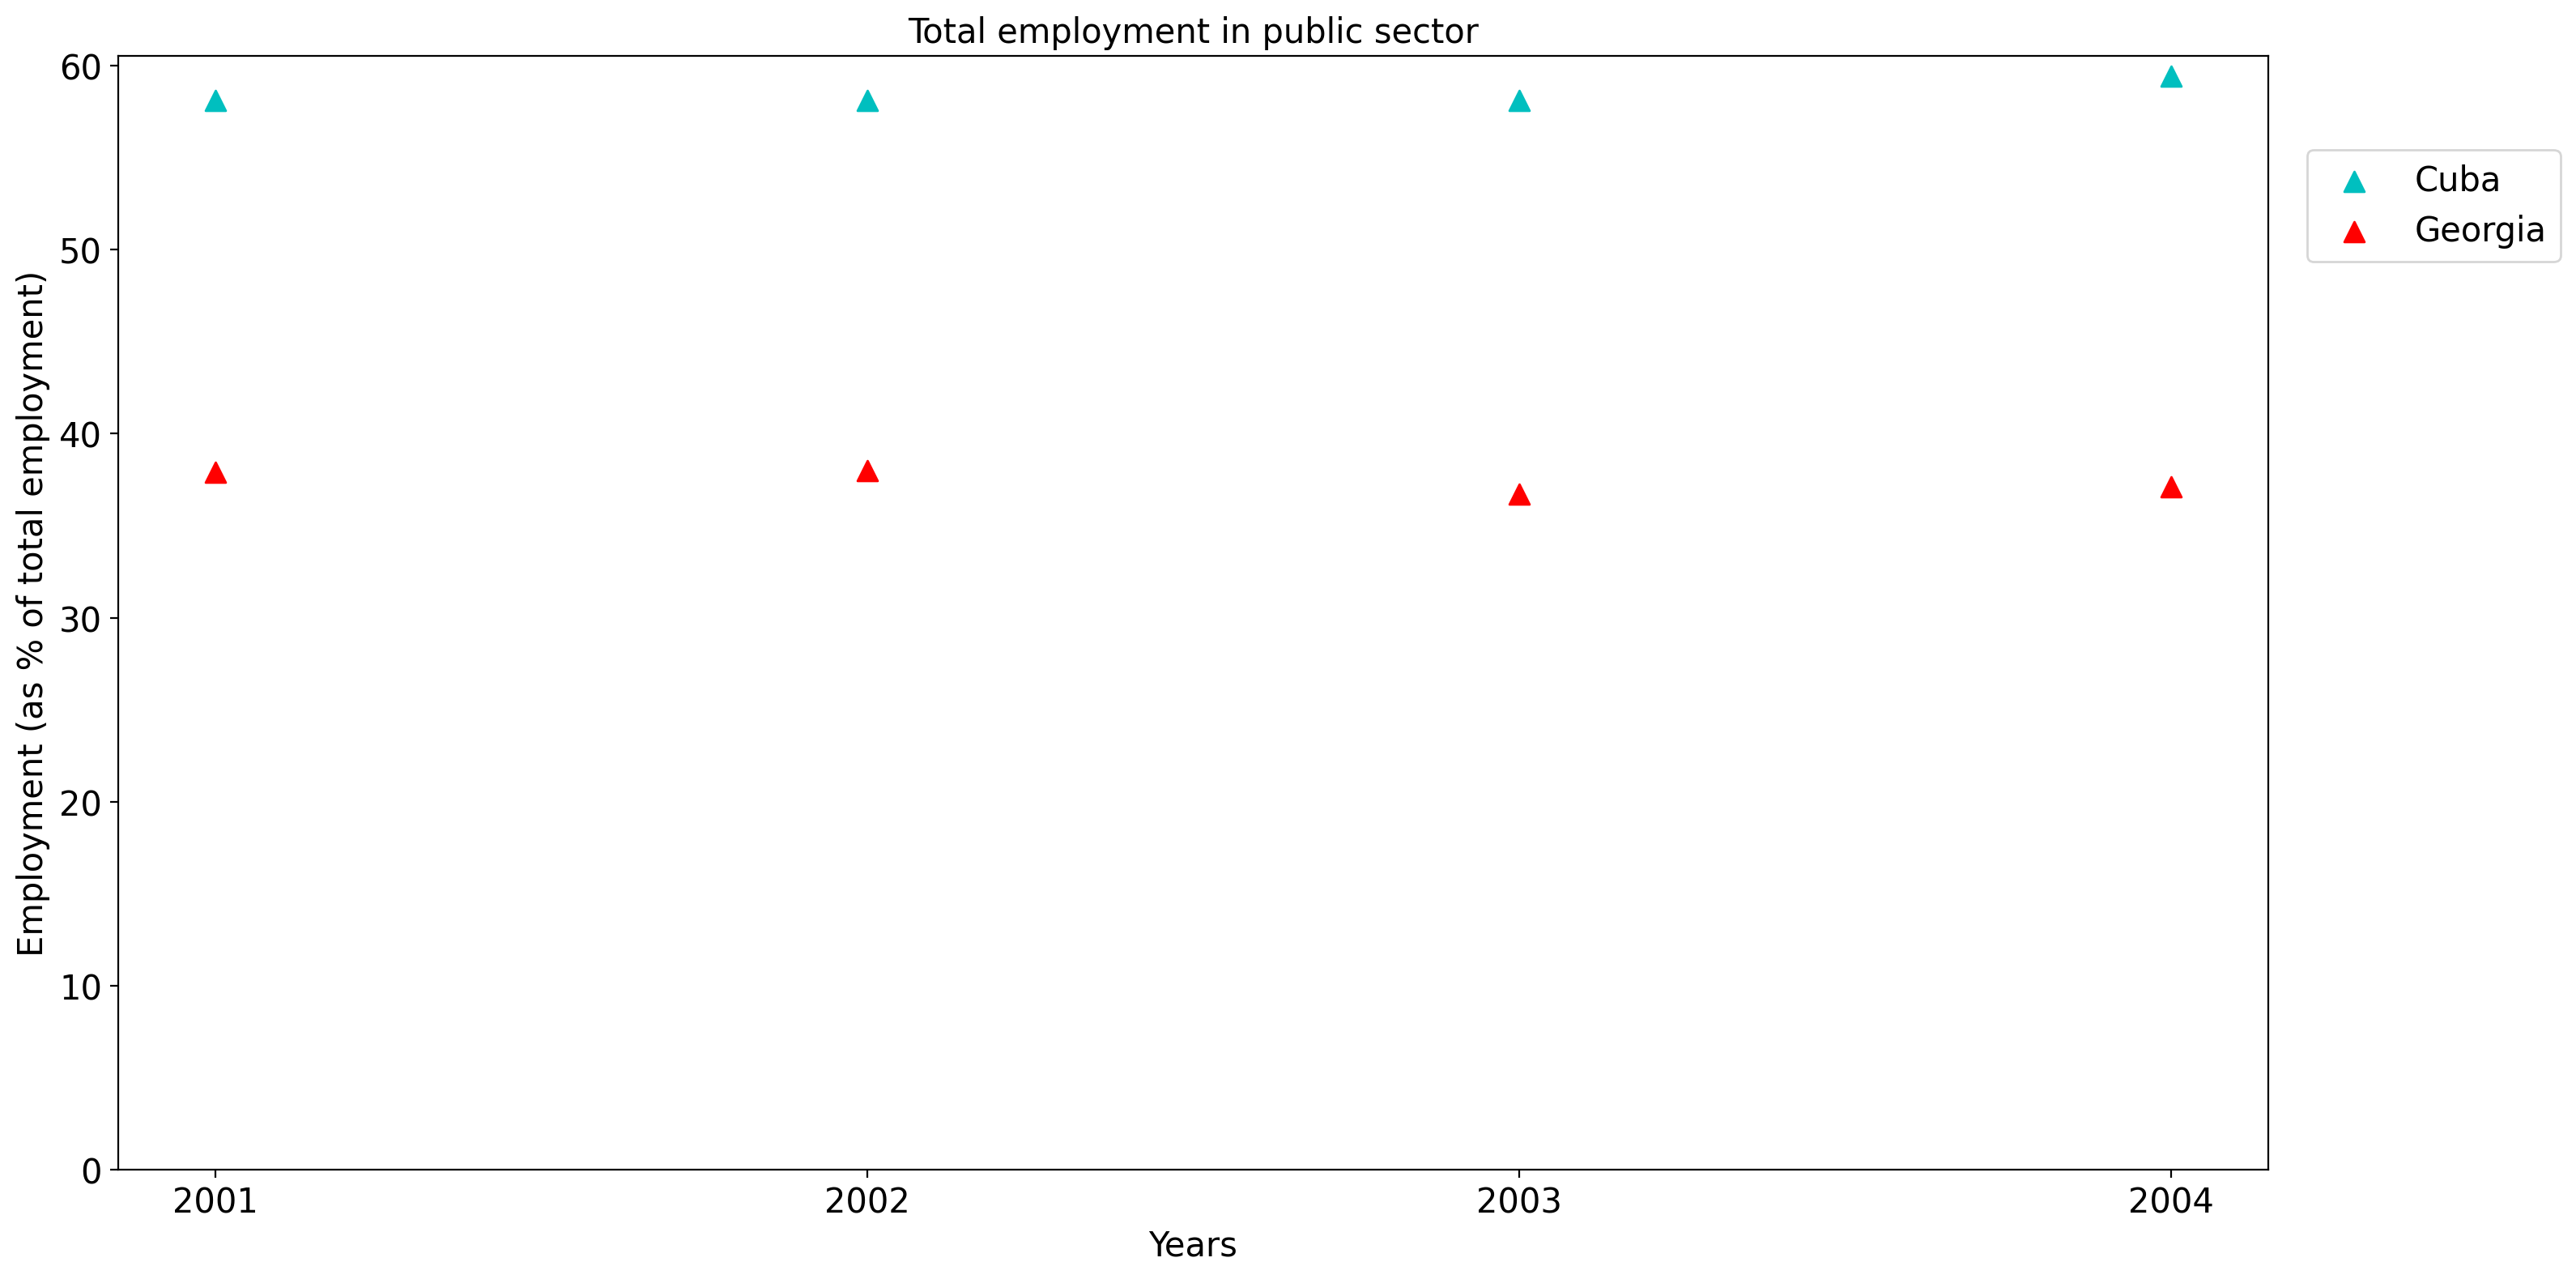 Total employment in public sector
Employment (as % of total employment)
60
50
40
30
20
10
0
2001
2002
2003
2004
Years
Cuba
Georgia